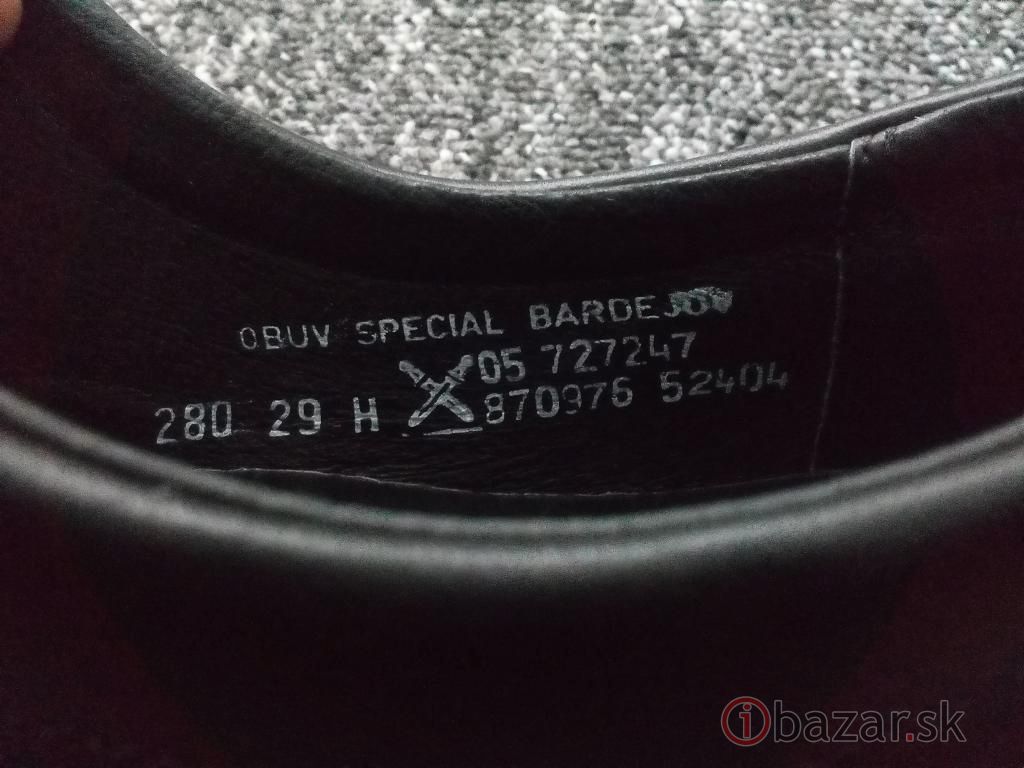 OBUV SPECIAL BARDEJOV
05 727247
280 29 H 870976 52404
ibazar.sk